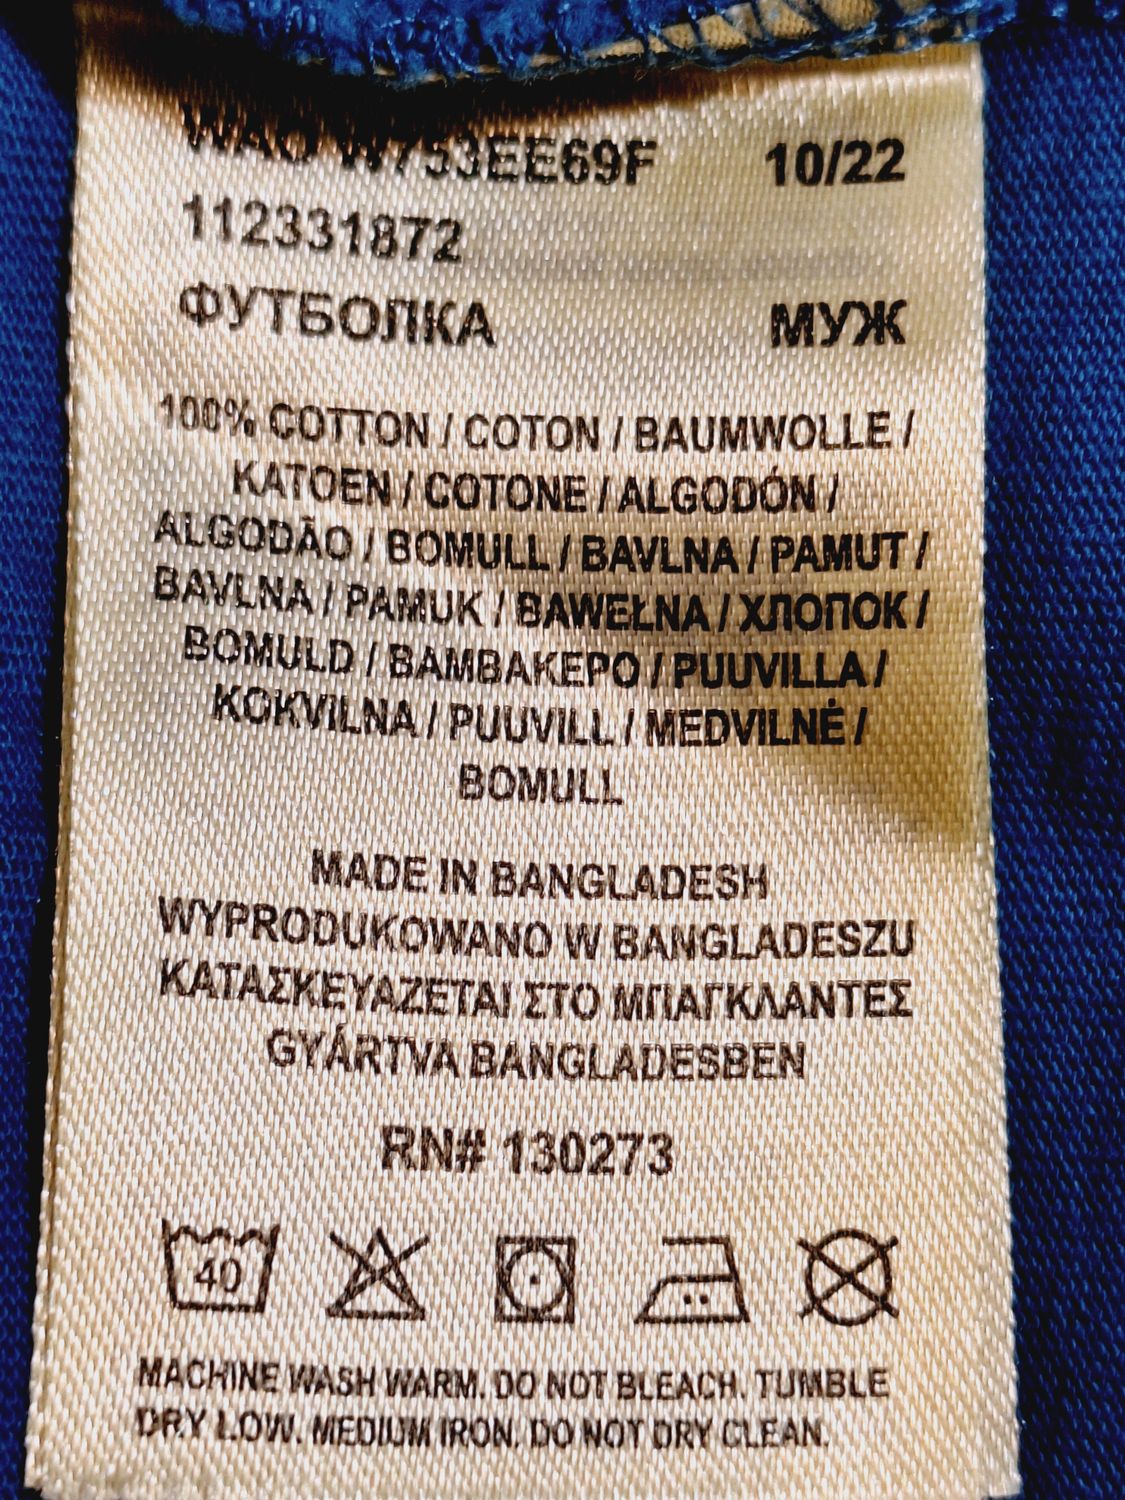 W753EE69F 10/22
112331872
ФУТБОЛКА МУЖ
100% COTTON / COTON / BAUMWOLLE /
KATOEN / COTONE / ALGODÓN /
ALGODÃO / BOMULL / BAVLNA / PAMUT /
BAVLNA / PAMUK / BAWEŁNA / ХЛОПОК /
BOMULD / ΒΑΜΒΑΚΕΡΟ / PUUVILLA /
KOKVILNA / PUUVILL / MEDVILNĖ /
BOMULL
MADE IN BANGLADESH
WYPRODUKOWANO W BANGLADESZU
ΚΑΤΑΣΚΕΥΑΖΕΤΑΙ ΣΤΟ ΜΠΑΓΚΛΑΝΤΕΣ
GYÁRTVA BANGLADESBEN
RN# 130273
40
MACHINE WASH WARM. DO NOT BLEACH. TUMBLE
DRY LOW. MEDIUM IRON. DO NOT DRY CLEAN.